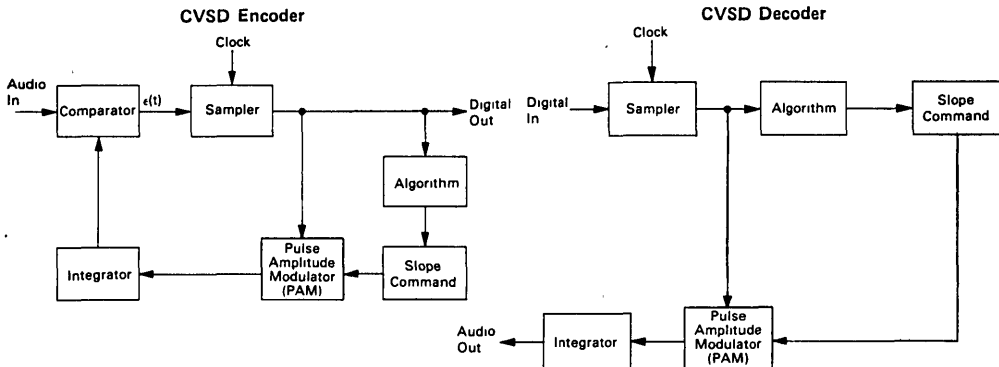 CVSD Encoder
Clock
Audio
In
Comparator
ϵ(t)
Sampler
Digital
Out
Algorithm
Integrator
Pulse
Amplitude
Modulator
(PAM)
Slope
Command
CVSD Decoder
Clock
Digital
In
Sampler
Algorithm
Slope
Command
Audio
Out
Integrator
Pulse
Amplitude
Modulator
(PAM)